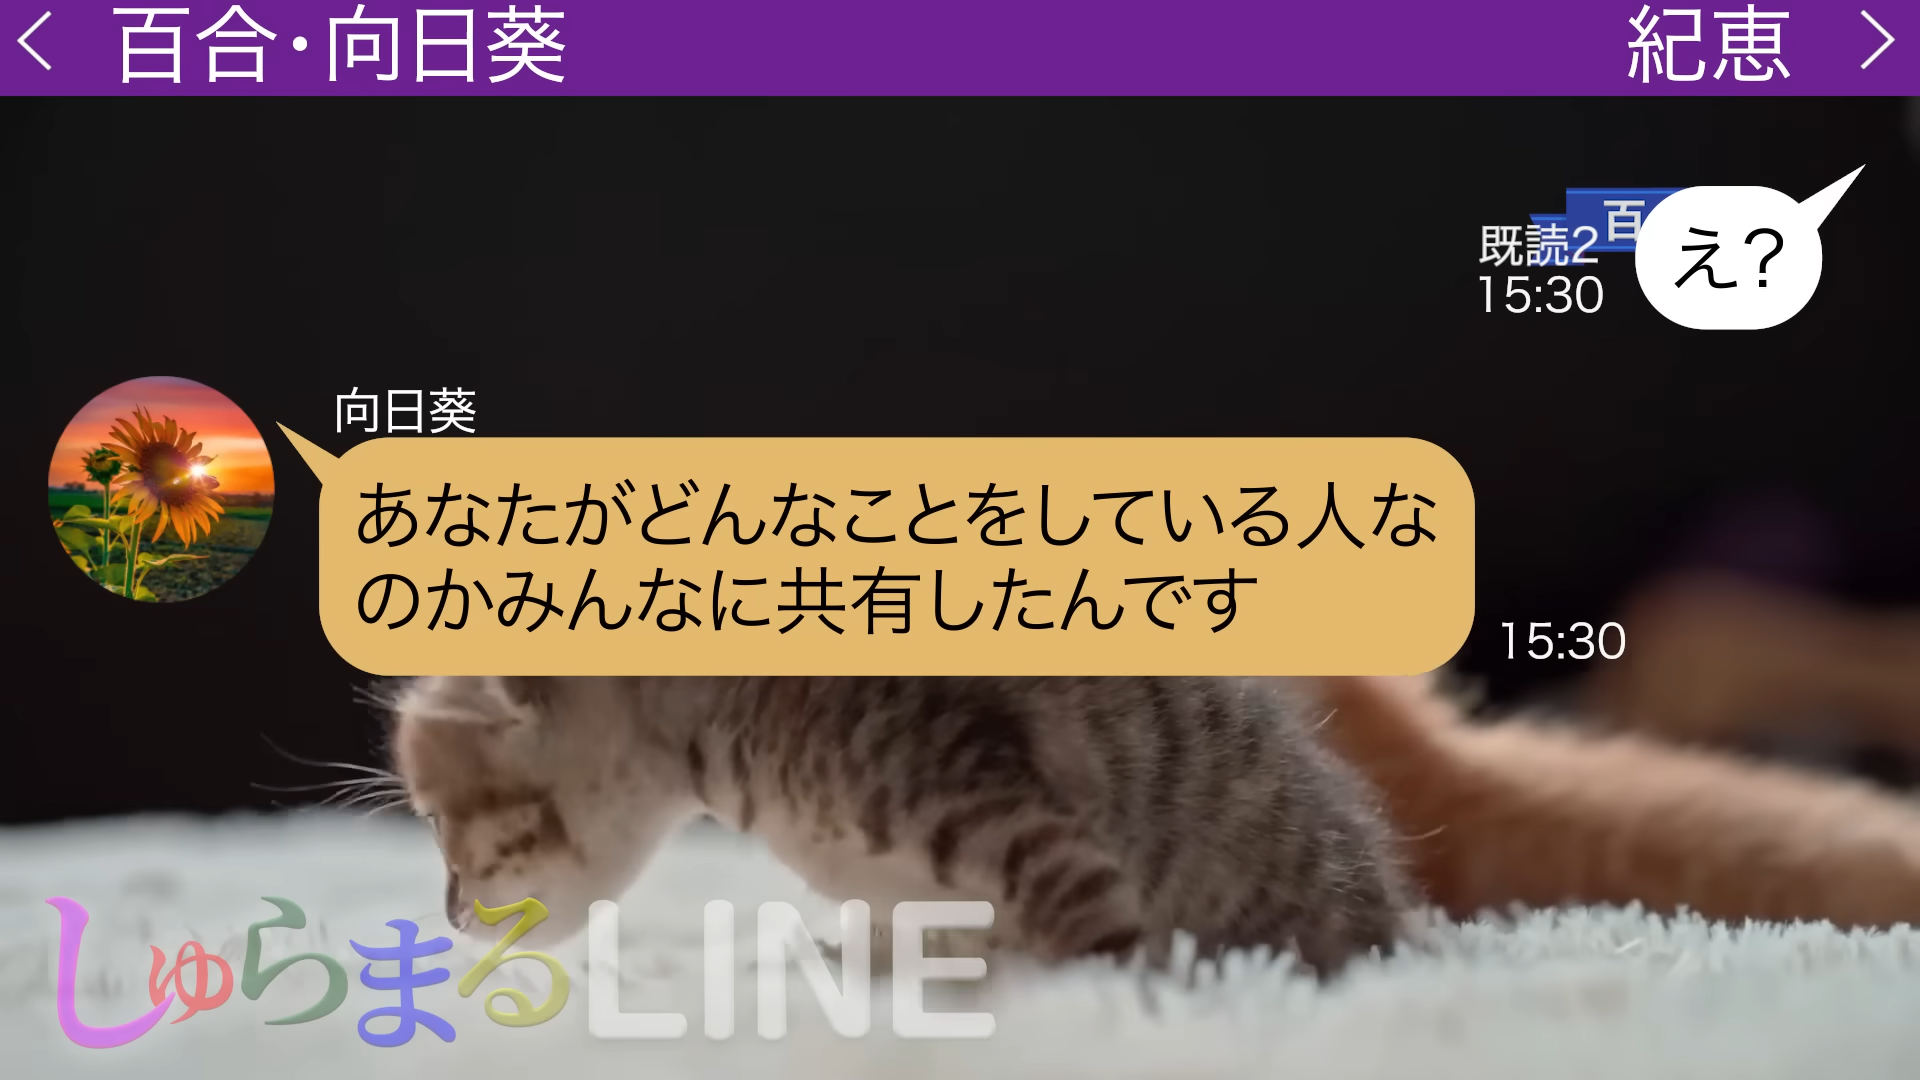 百合・向日葵
紀恵
百
え?
既読2
15:30
向日葵
あなたがどんなことをしている人な
のかみんなに共有したんです
15:30
しゅらまるLINE